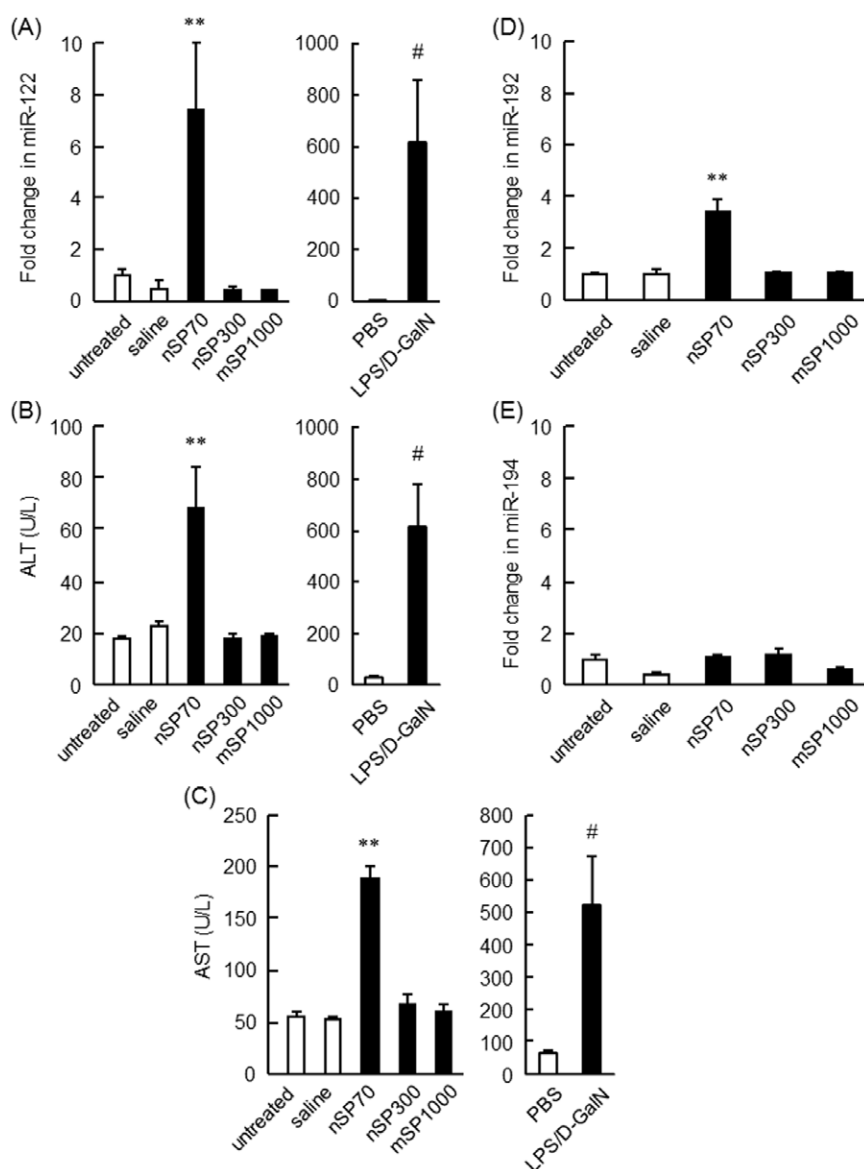 (A)
Fold change in miR-122
10
8
6
4
2
0
**
untreated
saline
nSP70
nSP300
mSP1000
1000
800
600
400
200
0
#
PBS
LPS/D-GalN
(D)
Fold change in miR-192
10
8
6
4
2
0
**
untreated
saline
nSP70
nSP300
mSP1000
(B)
ALT (U/L)
100
80
60
40
20
0
**
untreated
saline
nSP70
nSP300
mSP1000
1000
800
600
400
200
0
#
PBS
LPS/D-GalN
(E)
Fold change in miR-194
10
8
6
4
2
0
untreated
saline
nSP70
nSP300
mSP1000
(C)
AST (U/L)
250
200
150
100
50
0
**
untreated
saline
nSP70
nSP300
mSP1000
800
700
600
500
400
300
200
100
0
#
PBS
LPS/D-GalN